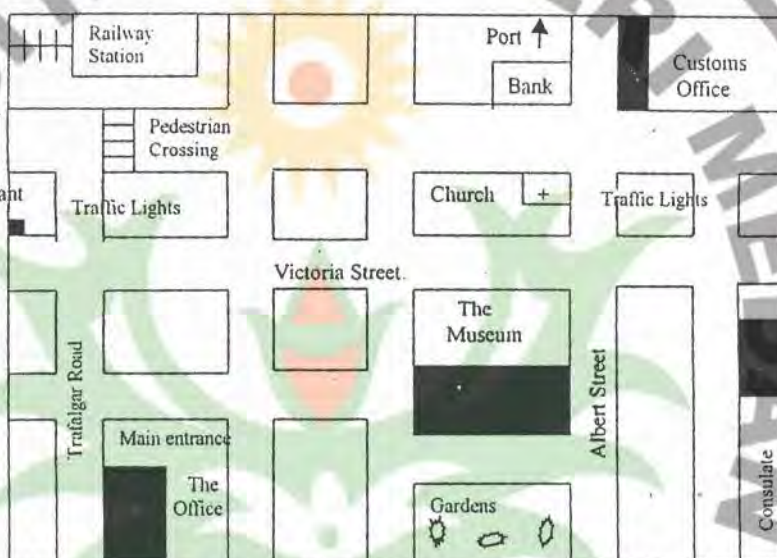 Railway
Station
Port
Bank
Customs
Office
Pedestrian
Crossing
Traffic Lights
Church
Traffic Lights
Victoria Street.
The
Museum
Trafalgar Road
Albert Street
Main entrance
The
Office
Gardens
Consulate